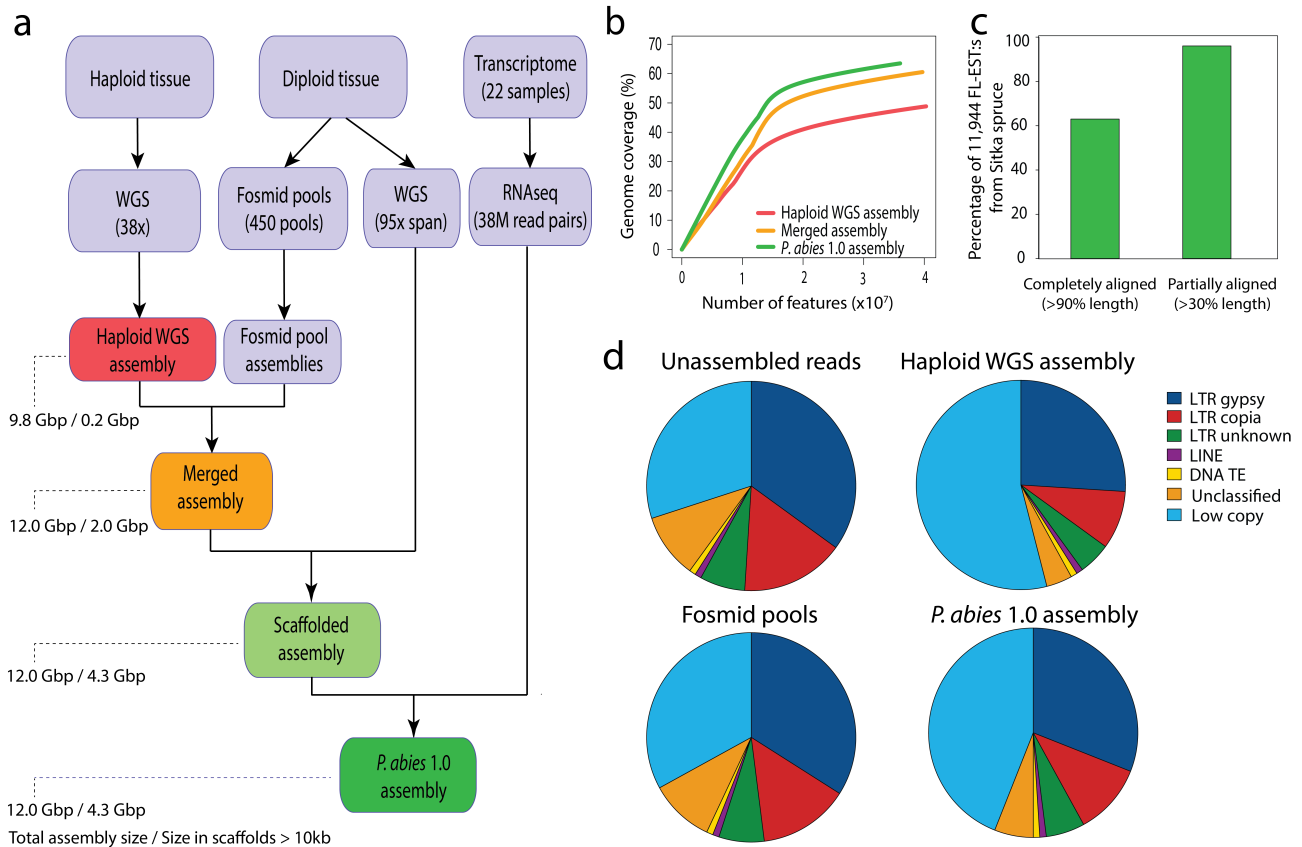 a
Haploid tissue
Diploid tissue
Transcriptome
(22 samples)
WGS
(38x)
Fosmid pools
(450 pools)
WGS
(95x span)
RNAseq
(38M read pairs)
Haploid WGS
assembly
Fosmid pool
assemblies
9.8 Gbp / 0.2 Gbp
Merged
assembly
12.0 Gbp / 2.0 Gbp
Scaffolded
assembly
12.0 Gbp / 4.3 Gbp
P. abies 1.0
assembly
12.0 Gbp / 4.3 Gbp
Total assembly size / Size in scaffolds > 10kb
b
Genome coverage (%)
70
60
50
40
30
20
10
0
Haploid WGS assembly
Merged assembly
P. abies 1.0 assembly
0
1
2
3
4
Number of features (x10⁷)
c
Percentage of 11,944 FL-EST:s
from Sitka spruce
100
80
60
40
20
0
Completely aligned
(>90% length)
Partially aligned
(>30% length)
d
Unassembled reads
Haploid WGS assembly
LTR gypsy
LTR copia
LTR unknown
LINE
DNA TE
Unclassified
Low copy
Fosmid pools
P. abies 1.0 assembly